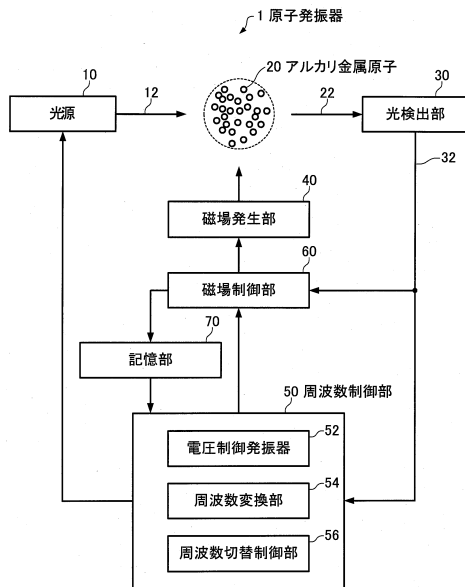 1 原子発振器
20 アルカリ金属原子
10
光源
12
22
30
光検出部
32
40
磁場発生部
60
磁場制御部
70
記憶部
50 周波数制御部
52
電圧制御発振器
54
周波数変換部
56
周波数切替制御部